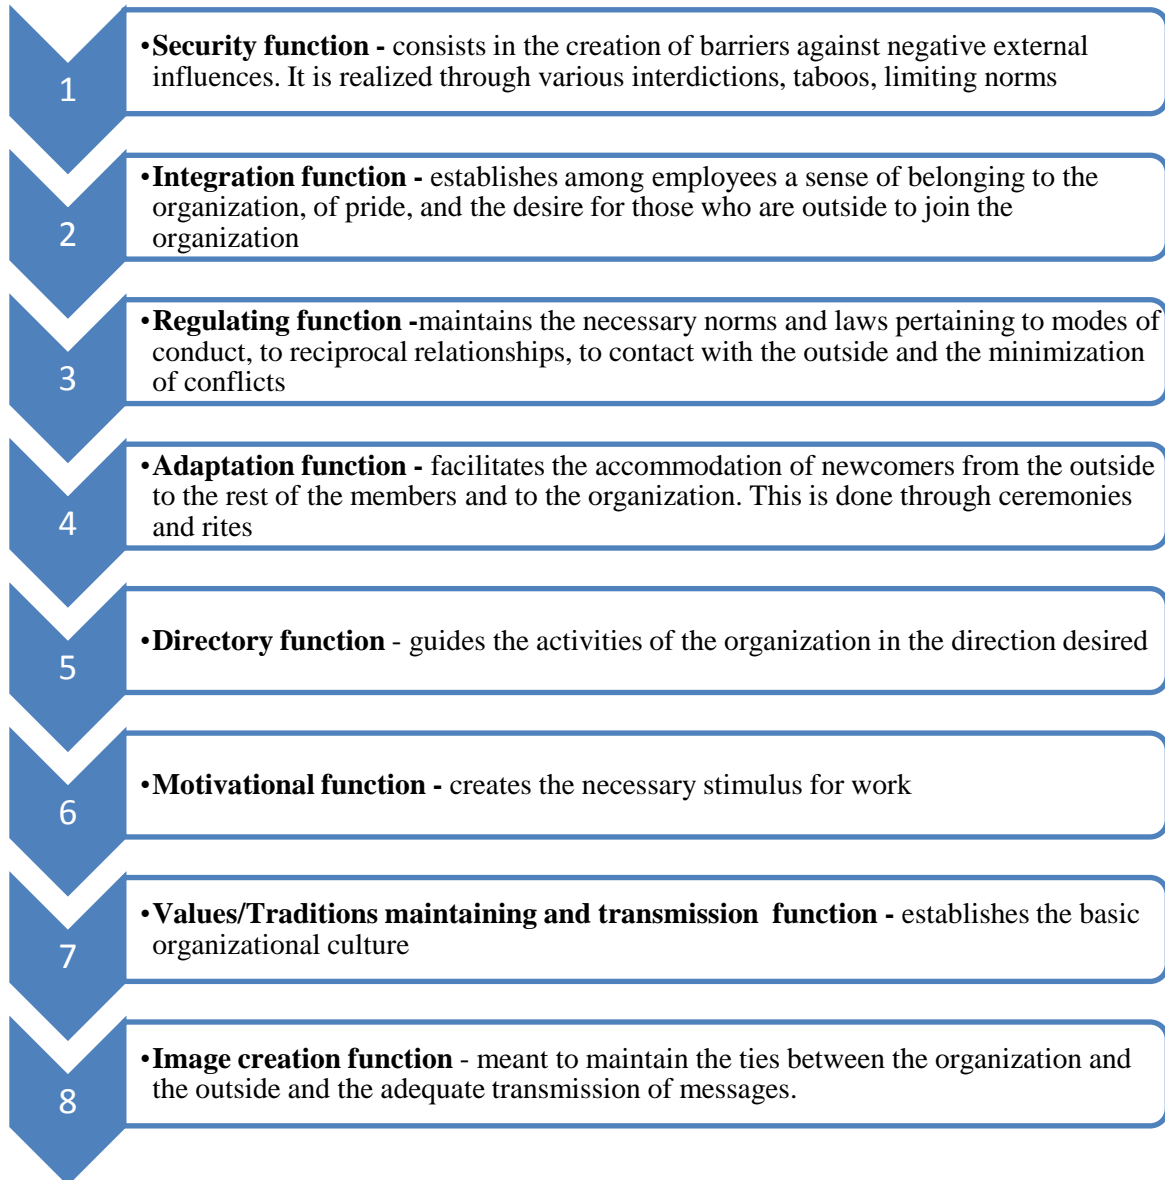 1
•Security function - consists in the creation of barriers against negative external
influences. It is realized through various interdictions, taboos, limiting norms
2
•Integration function - establishes among employees a sense of belonging to the
organization, of pride, and the desire for those who are outside to join the
organization
3
•Regulating function -maintains the necessary norms and laws pertaining to modes of
conduct, to reciprocal relationships, to contact with the outside and the minimization
of conflicts
4
•Adaptation function - facilitates the accommodation of newcomers from the outside
to the rest of the members and to the organization. This is done through ceremonies
and rites
5
•Directory function - guides the activities of the organization in the direction desired
6
•Motivational function - creates the necessary stimulus for work
7
•Values/Traditions maintaining and transmission  function - establishes the basic
organizational culture
8
•Image creation function - meant to maintain the ties between the organization and
the outside and the adequate transmission of messages.